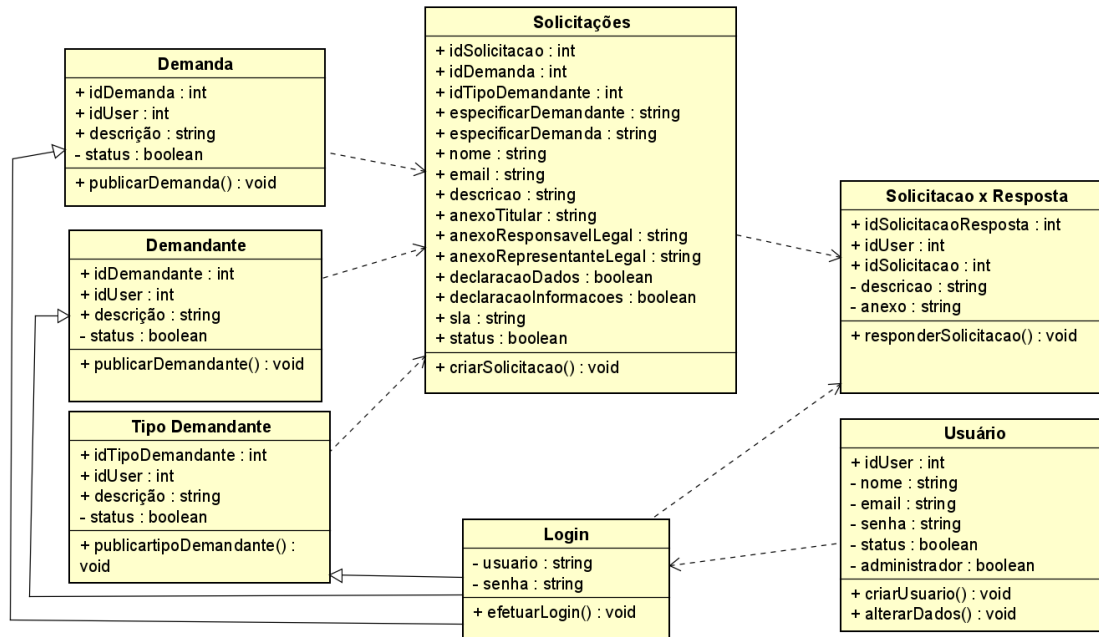 Solicitações
+ idSolicitacao : int
+ idDemanda : int
+ idTipoDemandante : int
+ especificarDemandante : string
+ especificarDemanda : string
+ nome : string
+ email : string
+ descricao : string
+ anexoTitular : string
+ anexoResponsavelLegal : string
+ anexoRepresentanteLegal : string
+ declaracaoDados : boolean
+ declaracaoInformacoes : boolean
+ sla : string
+ status : boolean
+ criarSolicitacao() : void
Demanda
+ idDemanda : int
+ idUser : int
+ descrição : string
- status : boolean
+ publicarDemanda() : void
Demandante
+ idDemandante : int
+ idUser : int
+ descrição : string
- status : boolean
+ publicarDemandante() : void
Tipo Demandante
+ idTipoDemandante : int
+ idUser : int
+ descrição : string
- status : boolean
+ publicartipoDemandante() :
void
Solicitacao x Resposta
+ idSolicitacaoResposta : int
+ idUser : int
+ idSolicitacao : int
- descricao : string
- anexo : string
+ responderSolicitacao() : void
Login
- usuario : string
- senha : string
+ efetuarLogin() : void
Usuário
+ idUser : int
- nome : string
- email : string
- senha : string
- status : boolean
- administrador : boolean
+ criarUsuario() : void
+ alterarDados() : void